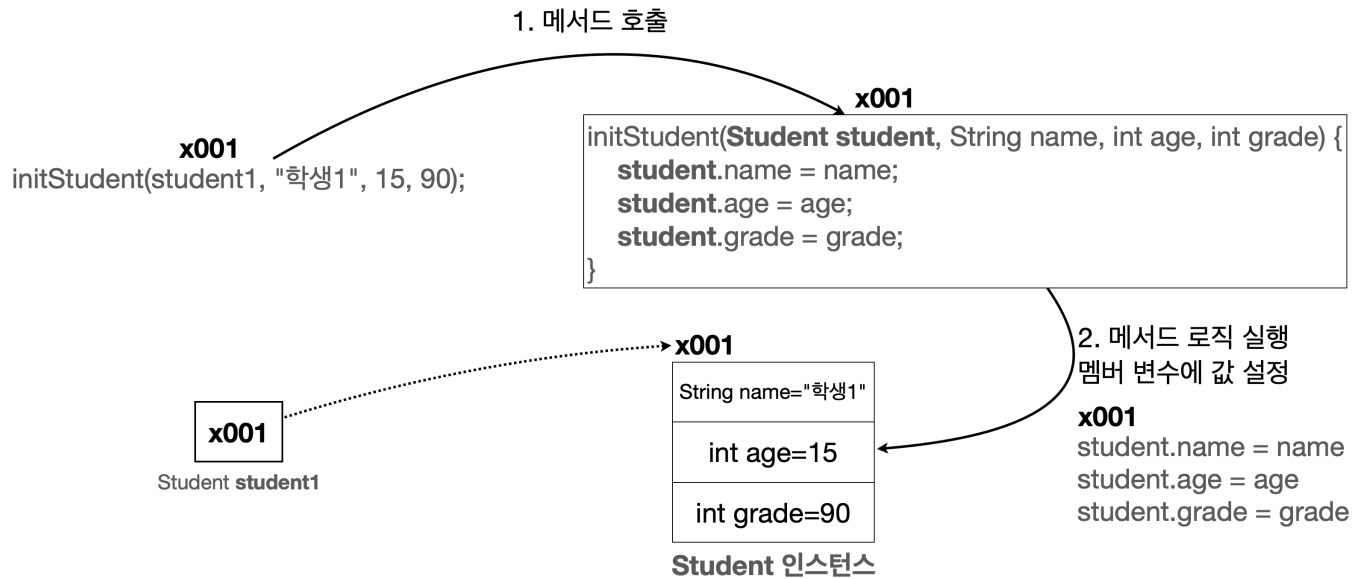 1. 메서드 호출
x001
initStudent(student1, "학생1", 15, 90);
x001
initStudent(Student student, String name, int age, int grade) {
student.name = name;
student.age = age;
student.grade = grade;
}
x001
Student student1
x001
String name="학생1"
int age=15
int grade=90
Student 인스턴스
2. 메서드 로직 실행
멤버 변수에 값 설정
x001
student.name = name
student.age = age
student.grade = grade